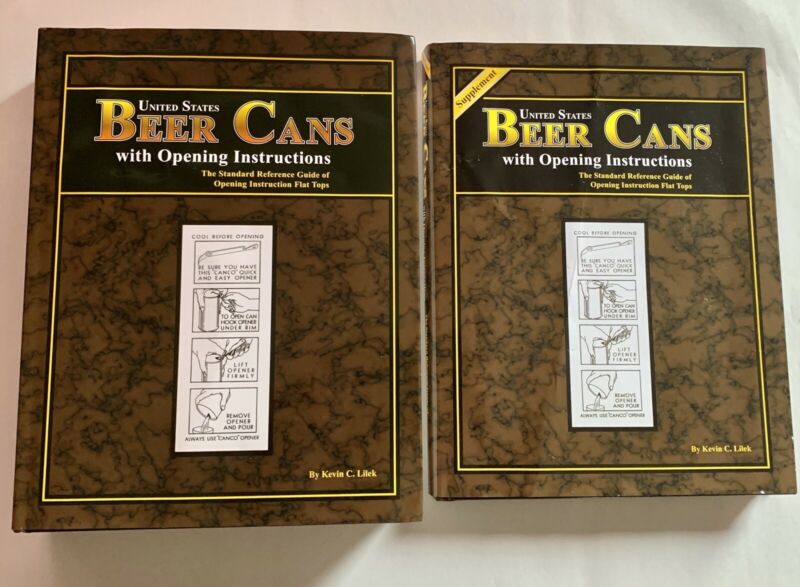 UNITED STATES
BEER CANS
with Opening Instructions
The Standard Reference Guide of
Opening Instruction Flat Tops
COOL BEFORE OPENING
BE SURE YOU HAVE
THIS "CANCO" QUICK
AND EASY OPENER
TO OPEN CAN
HOOK OPENER
UNDER RIM
LIFT
OPENER
FIRMLY
REMOVE
OPENER
AND POUR
ALWAYS USE "CANCO" OPENER
By Kevin C. Lilek
BEER CA
Supplement
UNITED STATES
BEER CANS
with Opening Instructions
The Standard Reference Guide of
Opening Instruction Flat Tops
COOL BEFORE OPENING
BE SURE YOU HAVE
THIS "CANCO" QUICK
AND EASY OPENER
TO OPEN CAN
HOOK OPENER
UNDER RIM
LIFT
OPENER
FIRMLY
REMOVE
OPENER
AND POUR
ALWAYS USE "CANCO" OPENER
By Kevin C. Lilek